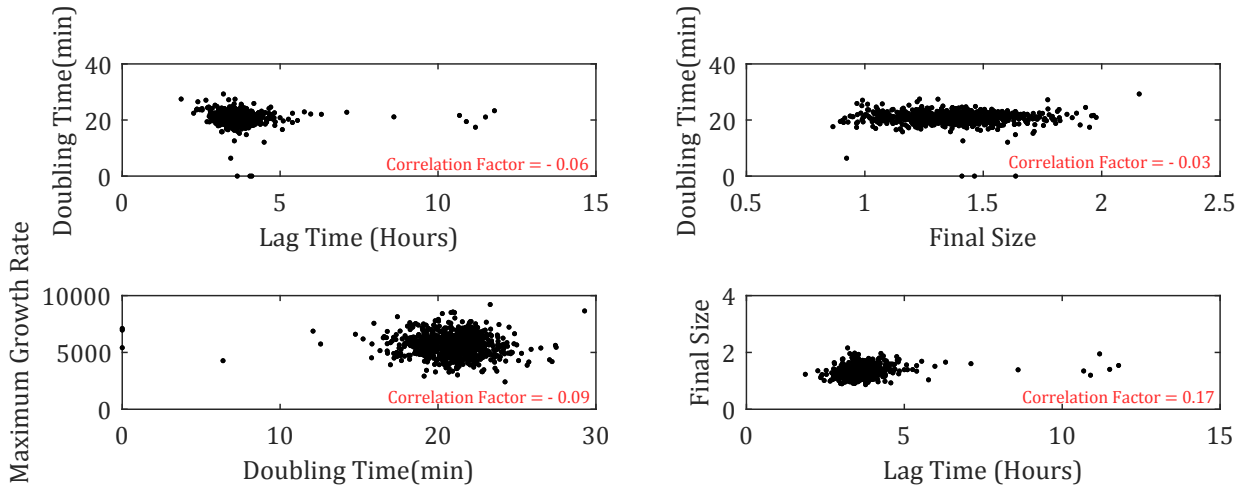 Doubling Time(min)
40
20
0
Correlation Factor = - 0.06
0
5
10
15
Lag Time (Hours)
Doubling Time(min)
40
20
0
Correlation Factor = - 0.03
0.5
1
1.5
2
2.5
Final Size
Maximum Growth Rate
10000
5000
0
Correlation Factor = - 0.09
0
10
20
30
Doubling Time(min)
Final Size
4
2
0
Correlation Factor = 0.17
0
5
10
15
Lag Time (Hours)